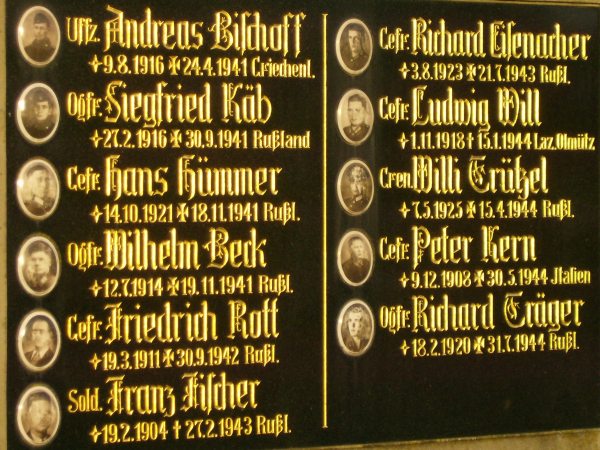 Uffz. Andreas Bischoff
✧9.8.1916 ✠24.4.1941 Griechenl.
Ogfr. Siegfried Käb
✧27.2.1916 ✠30.9.1941 Rußland
Gefr. Hans Hümmer
✧14.10.1921 ✠18.11.1941 Rußl.
Ogfr. Wilhelm Beck
✧12.7.1914 ✠19.11.1941 Rußl.
Gefr. Friedrich Rott
✧19.3.1911 ✠30.9.1942 Rußl.
Sold. Franz Fischer
✧19.2.1904 † 27.2.1943 Rußl.
Gefr. Richard Eisenacher
✧3.8.1923 ✠21.7.1943 Rußl.
Gefr. Ludwig Will
✧1.11.1918 † 15.1.1944 Laz. Olmütz
Gren. Willi Trützel
✧7.5.1925 ✠15.4.1944 Rußl.
Gefr. Peter Kern
✧9.12.1908 ✠30.5.1944 Italien
Ogfr. Richard Träger
✧18.2.1920 ✠31.7.1944 Rußl.